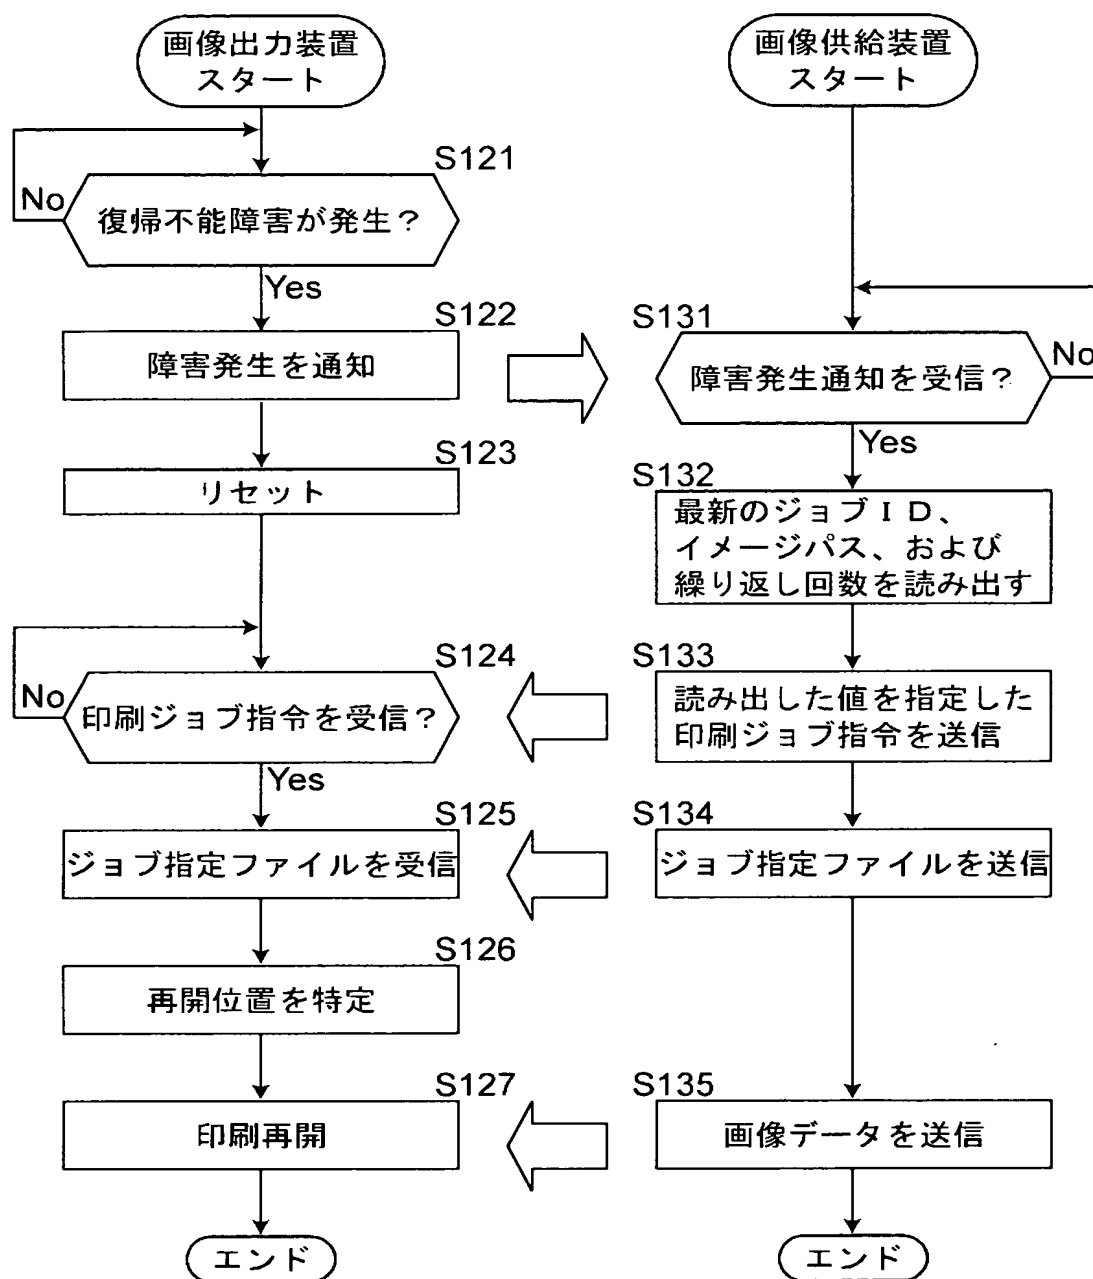 画像出力装置
スタート
S121
No
復帰不能障害が発生？
Yes
S122
障害発生を通知
S123
リセット
S124
No
印刷ジョブ指令を受信？
Yes
S125
ジョブ指定ファイルを受信
S126
再開位置を特定
S127
印刷再開
エンド
画像供給装置
スタート
S131
No
障害発生通知を受信？
Yes
S132
最新のジョブＩＤ、
イメージパス、および
繰り返し回数を読み出す
S133
読み出した値を指定した
印刷ジョブ指令を送信
S134
ジョブ指定ファイルを送信
S135
画像データを送信
エンド